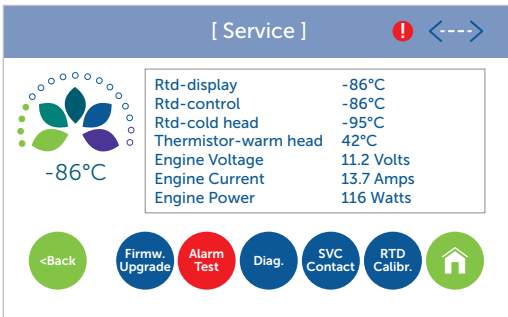 [ Service ]
!
<---->
Rtd-display -86°C
Rtd-control -86°C
Rtd-cold head -95°C
Thermistor-warm head 42°C
Engine Voltage 11.2 Volts
Engine Current 13.7 Amps
Engine Power 116 Watts
-86°C
<Back
Firmw.
Upgrade
Alarm
Test
Diag.
SVC
Contact
RTD
Calibr.